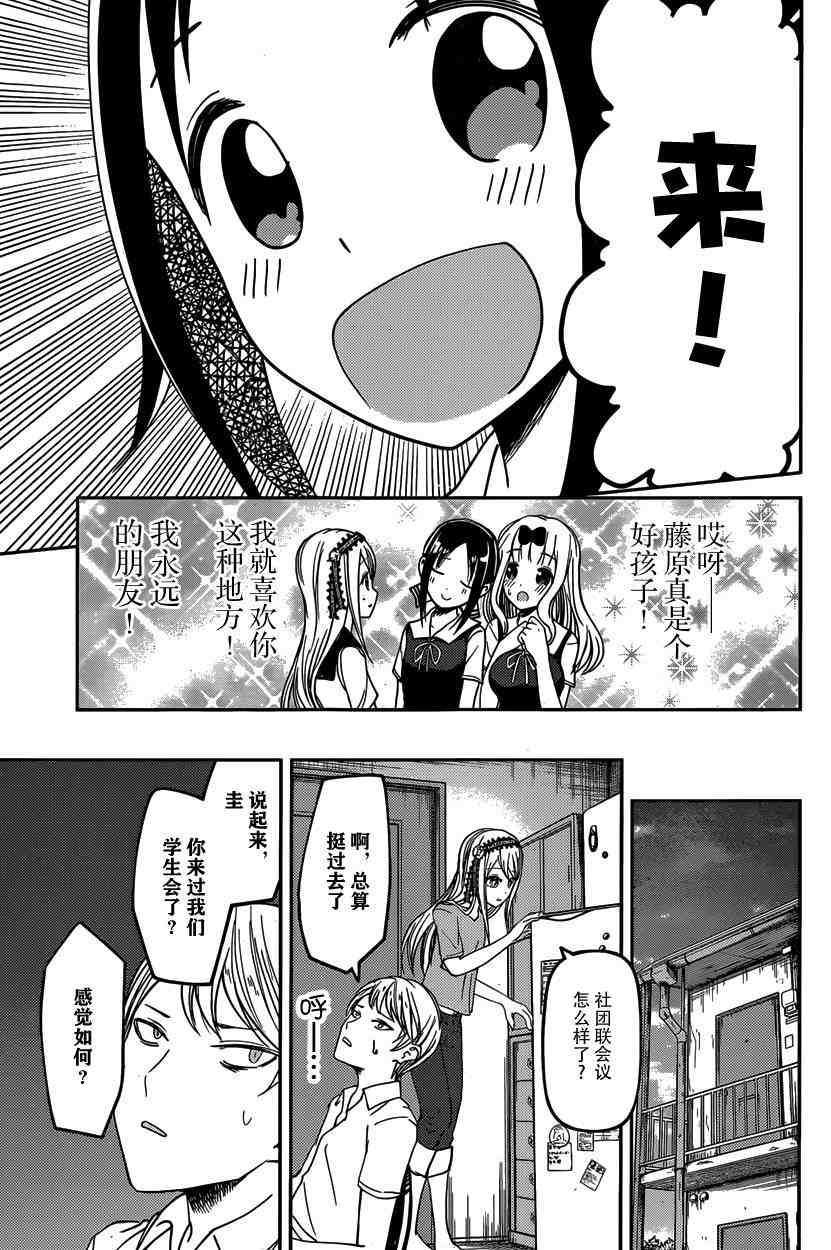 来！
哎呀——
藤原真是个
好孩子！
我就喜欢你
这种地方！
我永远
的朋友！
社团联会议
怎么样了？
啊，总算
挺过去了
呼——…
说起来，
圭
你来过我们
学生会了？
感觉如何？